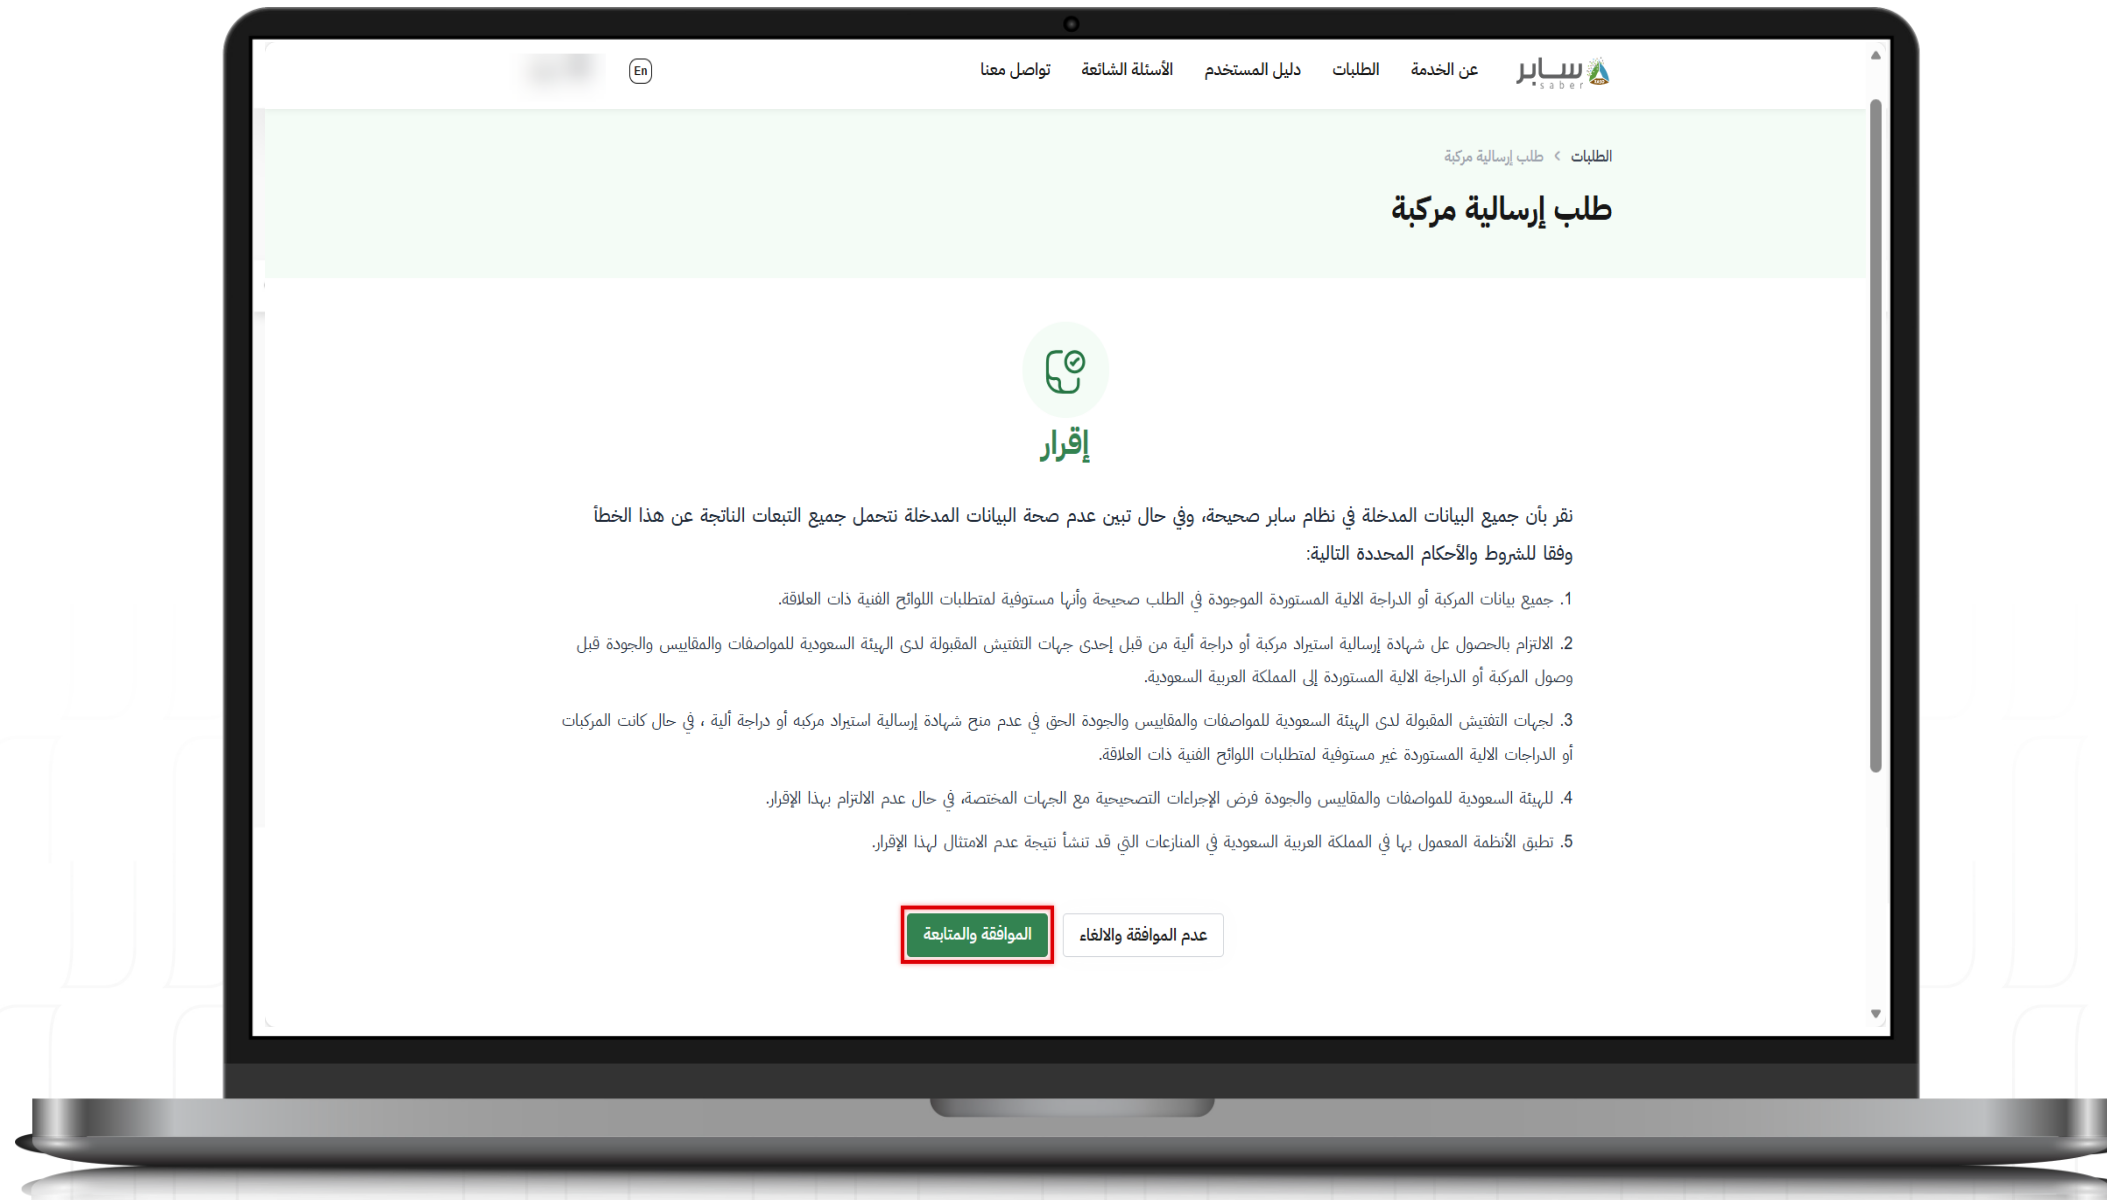 سابر
saber
عن الخدمة
الطلبات
دليل المستخدم
الأسئلة الشائعة
تواصل معنا
En
الطلبات › طلب إرسالية مركبة
طلب إرسالية مركبة
إقرار
نقر بأن جميع البيانات المدخلة في نظام سابر صحيحة، وفي حال تبين عدم صحة البيانات المدخلة نتحمل جميع التبعات الناتجة عن هذا الخطأ
وفقا للشروط والأحكام المحددة التالية:
1. جميع بيانات المركبة أو الدراجة الالية المستوردة الموجودة في الطلب صحيحة وأنها مستوفية لمتطلبات اللوائح الفنية ذات العلاقة.
2. الالتزام بالحصول عل شهادة إرسالية استيراد مركبة أو دراجة ألية من قبل إحدى جهات التفتيش المقبولة لدى الهيئة السعودية للمواصفات والمقاييس والجودة قبل
وصول المركبة أو الدراجة الالية المستوردة إلى المملكة العربية السعودية.
3. لجهات التفتيش المقبولة لدى الهيئة السعودية للمواصفات والمقاييس والجودة الحق في عدم منح شهادة إرسالية استيراد مركبه أو دراجة ألية ، في حال كانت المركبات
أو الدراجات الالية المستوردة غير مستوفية لمتطلبات اللوائح الفنية ذات العلاقة.
4. للهيئة السعودية للمواصفات والمقاييس والجودة فرض الإجراءات التصحيحية مع الجهات المختصة، في حال عدم الالتزام بهذا الإقرار.
5. تطبق الأنظمة المعمول بها في المملكة العربية السعودية في المنازعات التي قد تنشأ نتيجة عدم الامتثال لهذا الإقرار.
عدم الموافقة والالغاء
الموافقة والمتابعة